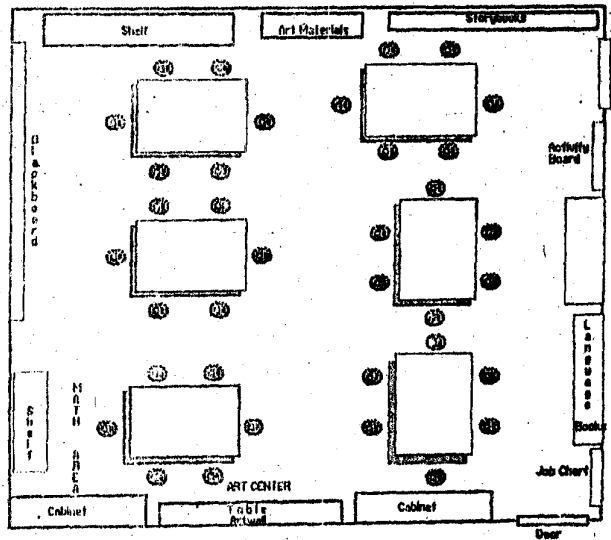 Shelf
Art Materials
Storybooks
Blackboard
Activity
Board
Language
Books
Shelf
MATH AREA
ART CENTER
Job Chart
Cabinet
Table
Cabinet
Door